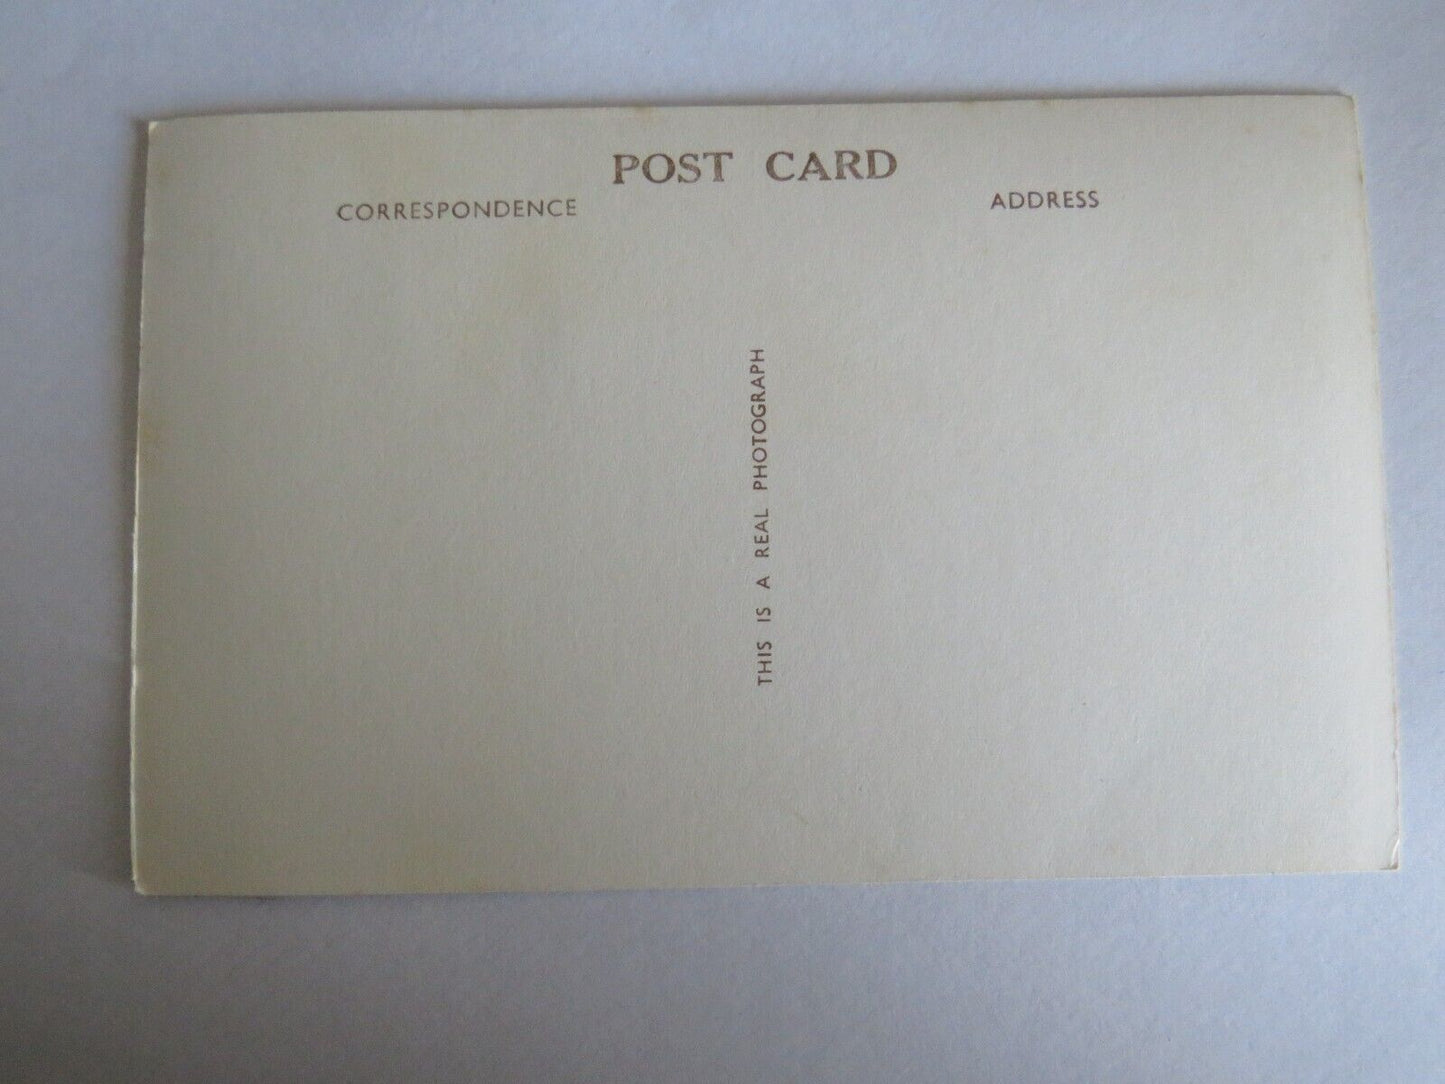 POST CARD
CORRESPONDENCE
ADDRESS
THIS IS A REAL PHOTOGRAPH